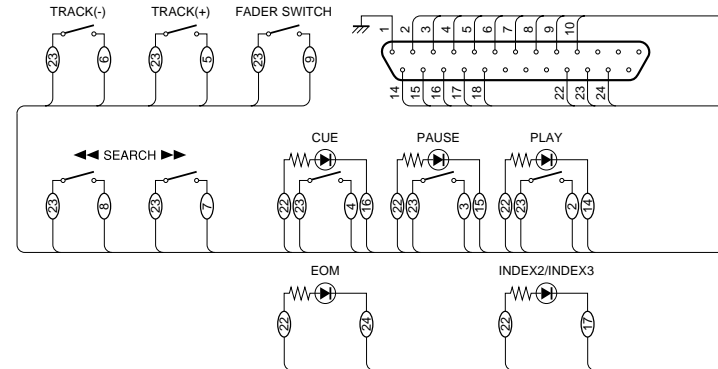 TRACK(-) TRACK(+) FADER SWITCH
1 2 3 4 5 6 7 8 9 10
23 6 23 5 23 9
14 15 16 17 18 22 23 24
◀◀ SEARCH ▶▶ CUE PAUSE PLAY
23 8 23 7 22 23 4 16 22 23 3 15 22 23 2 14
EOM INDEX2/INDEX3
22 24 22 17